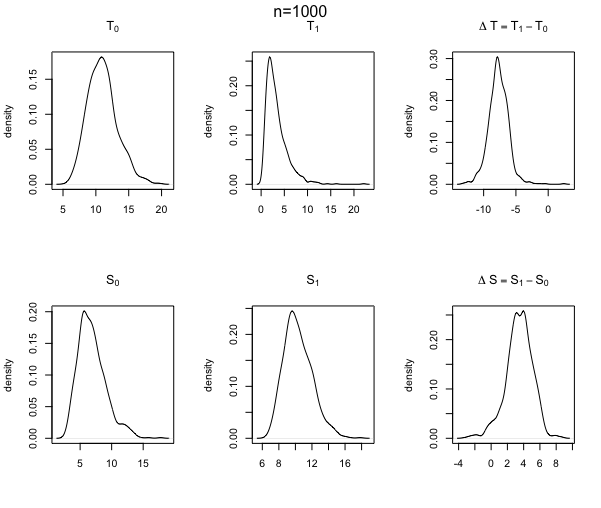 n=1000
T₀
T₁
Δ T = T₁ − T₀
density
0.00 0.05 0.10 0.15
5 10 15 20
density
0.00 0.10 0.20
0 5 10 15 20
density
0.00 0.10 0.20 0.30
-10 -5 0
S₀
S₁
Δ S = S₁ − S₀
density
0.00 0.05 0.10 0.15 0.20
5 10 15
density
0.00 0.10 0.20
6 8 12 16
density
0.00 0.10 0.20
-4 0 2 4 6 8